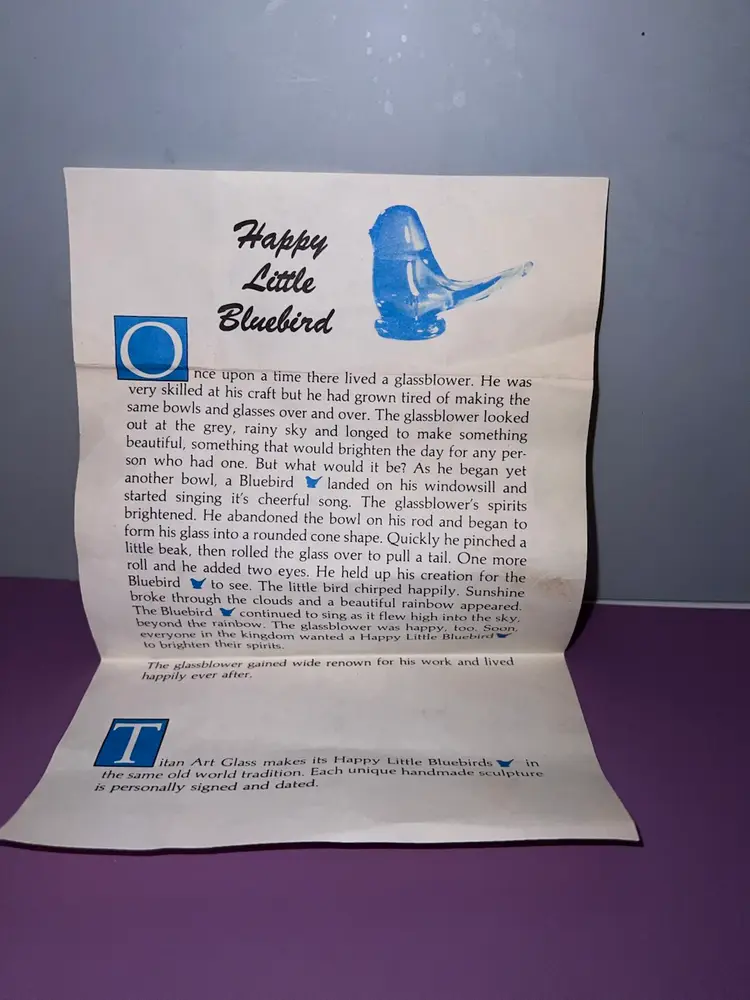 Happy
Little
Bluebird
Once upon a time there lived a glassblower. He was
very skilled at his craft but he had grown tired of making the
same bowls and glasses over and over. The glassblower looked
out at the grey, rainy sky and longed to make something
beautiful, something that would brighten the day for any per-
son who had one. But what would it be? As he began yet
another bowl, a Bluebird landed on his windowsill and
started singing it's cheerful song. The glassblower's spirits
brightened. He abandoned the bowl on his rod and began to
form his glass into a rounded cone shape. Quickly he pinched a
little beak, then rolled the glass over to pull a tail. One more
roll and he added two eyes. He held up his creation for the
Bluebird to see. The little bird chirped happily. Sunshine
broke through the clouds and a beautiful rainbow appeared.
The Bluebird continued to sing as it flew high into the sky,
beyond the rainbow. The glassblower was happy, too. Soon,
everyone in the kingdom wanted a Happy Little Bluebird
to brighten their spirits.
The glassblower gained wide renown for his work and lived
happily ever after.
Titan Art Glass makes its Happy Little Bluebirds in
the same old world tradition. Each unique handmade sculpture
is personally signed and dated.